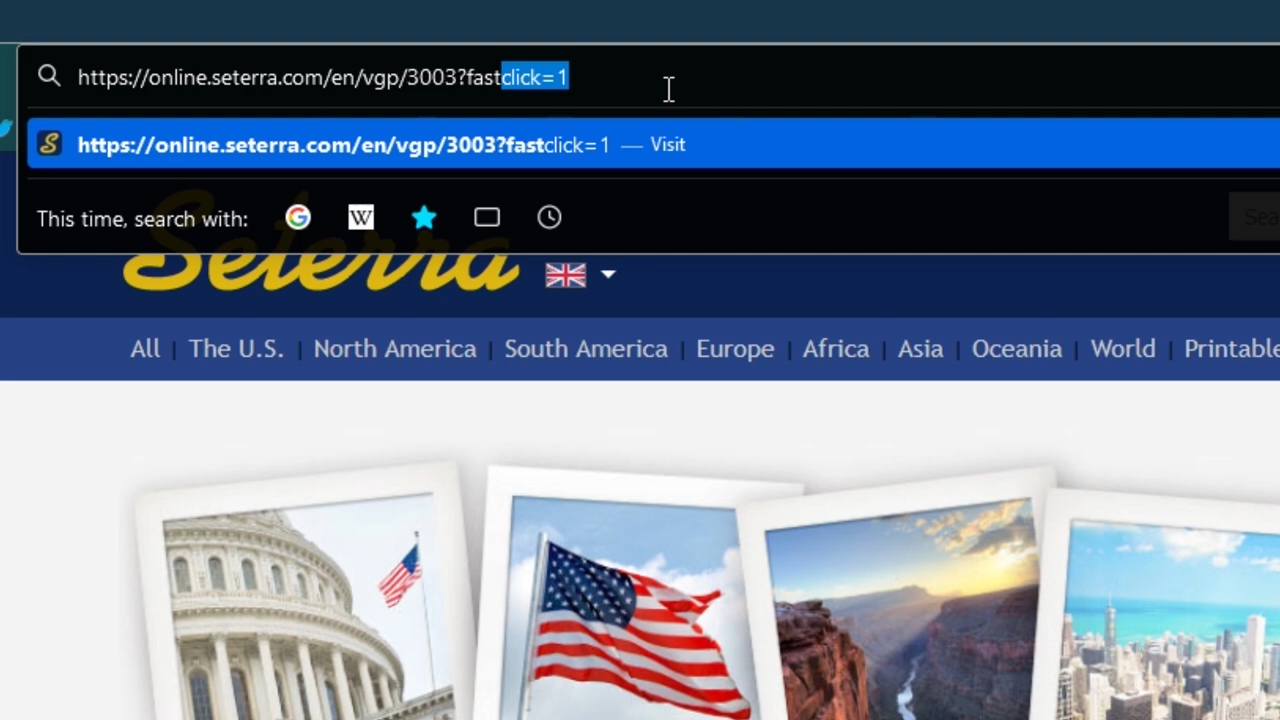 https://online.seterra.com/en/vgp/3003?fastclick=1
https://online.seterra.com/en/vgp/3003?fastclick=1 — Visit
This time, search with: G W
Sea
Seterra
All | The U.S. | North America | South America | Europe | Africa | Asia | Oceania | World | Printable